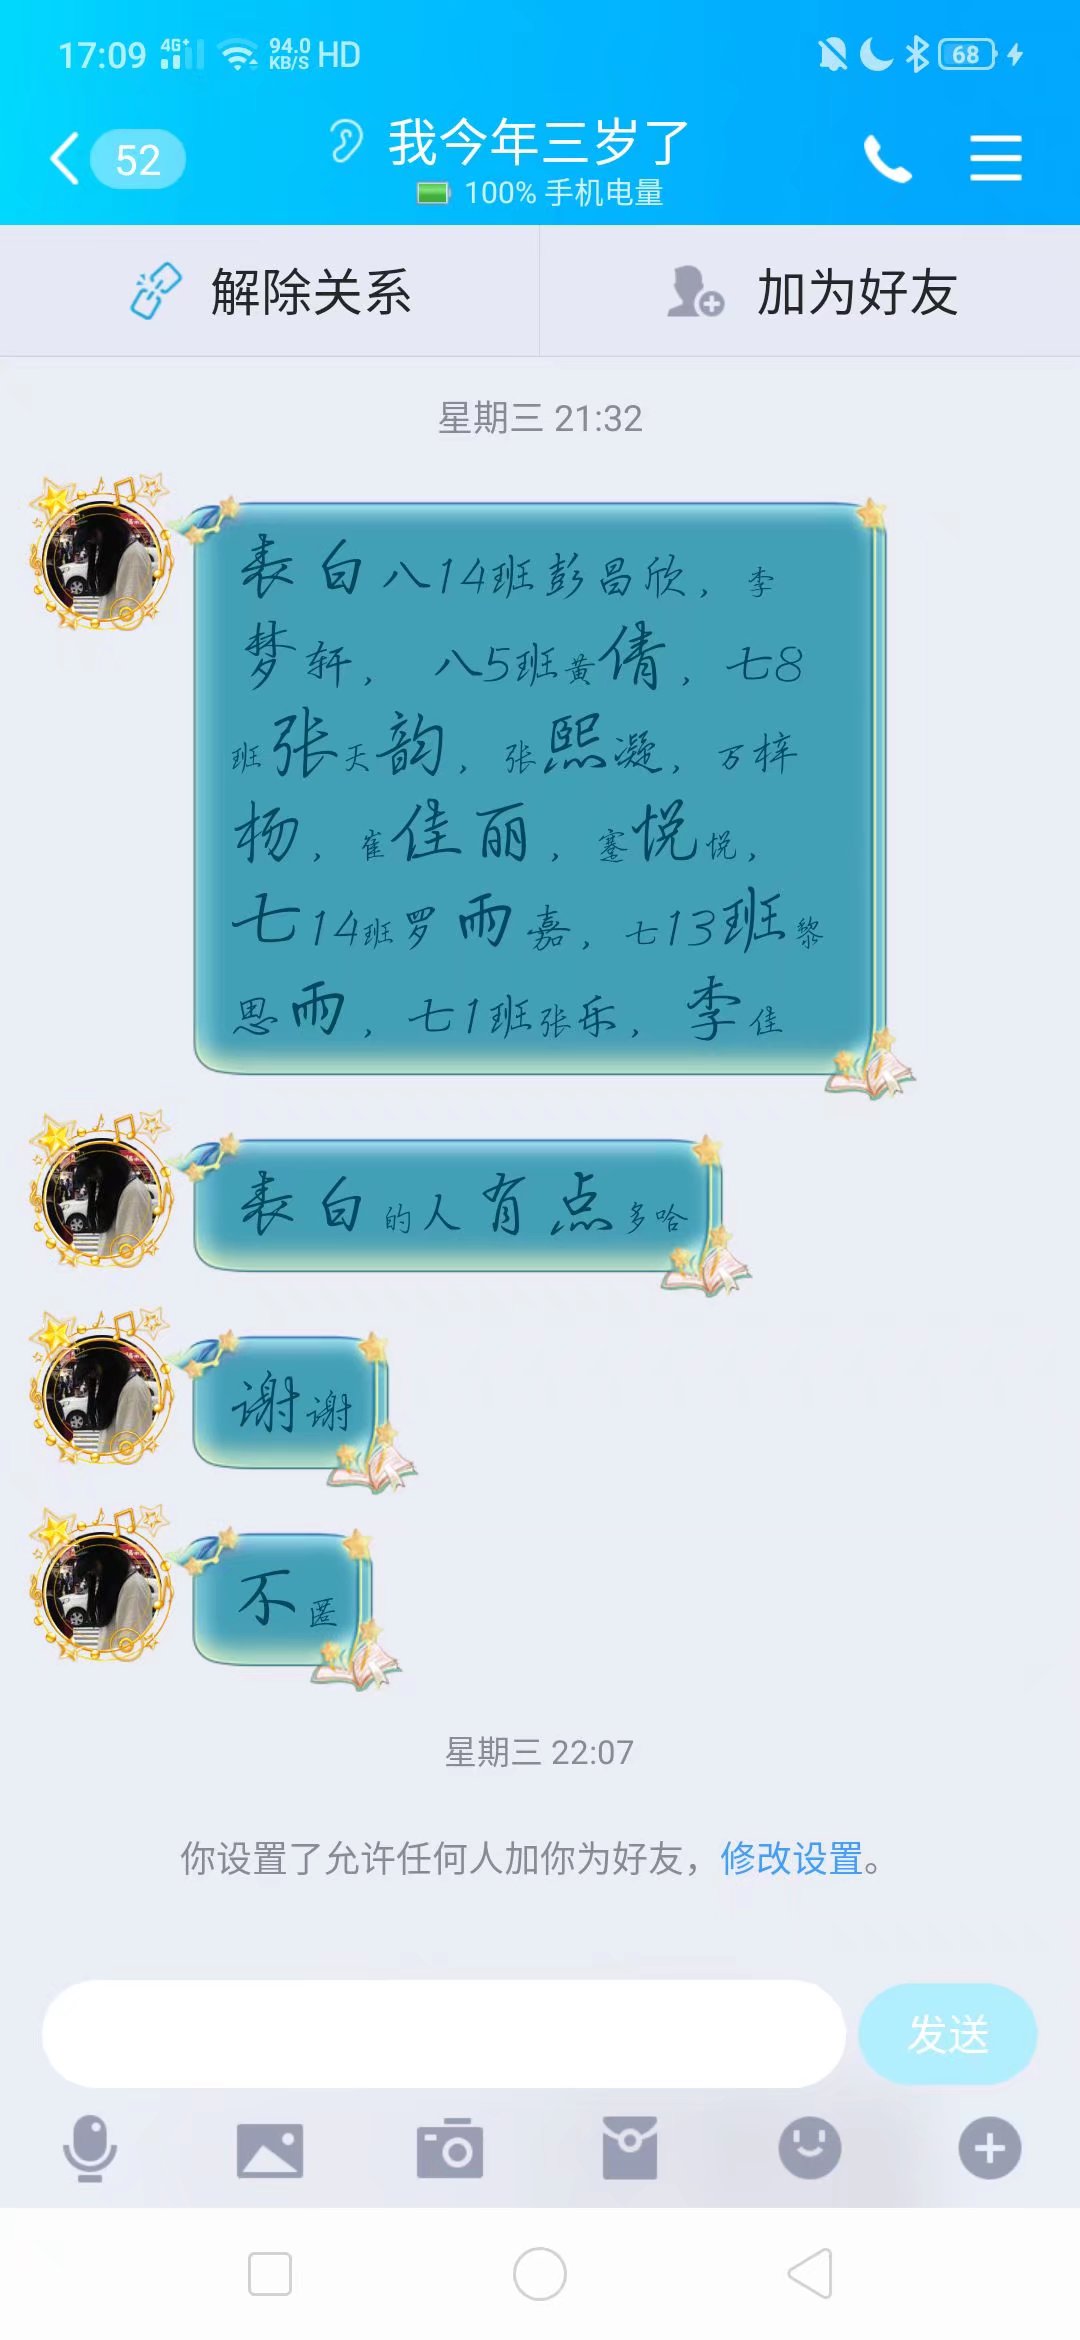 17:09 4G+ 94.0 KB/S HD 68
52 我今年三岁了
100% 手机电量
解除关系 加为好友
星期三 21:32
表白八14班彭昌欣，李
梦轩， 八5班黄倩，七8
班张天韵，张熙凝，万梓
杨，崔佳丽，蹇悦悦，
七14班罗雨嘉，七13班黎
思雨，七1班张乐，李佳
表白的人有点多哈
谢谢
不匿
星期三 22:07
你设置了允许任何人加你为好友，修改设置。
发送